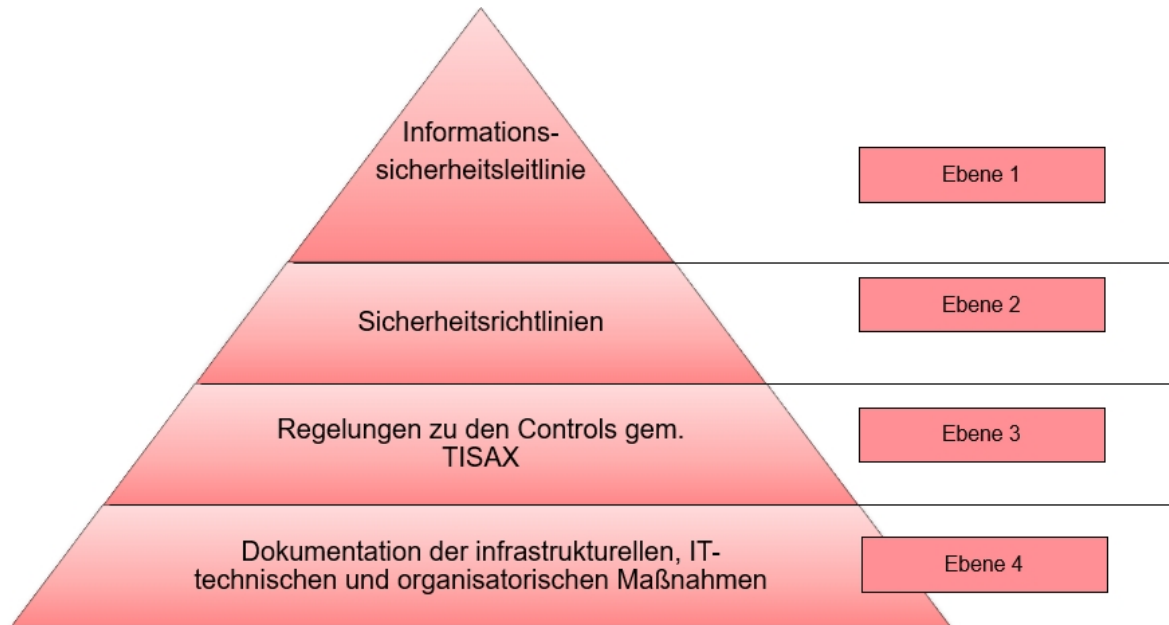 Informations-
sicherheitsleitlinie
Ebene 1
Sicherheitsrichtlinien
Ebene 2
Regelungen zu den Controls gem.
TISAX
Ebene 3
Dokumentation der infrastrukturellen, IT-
technischen und organisatorischen Maßnahmen
Ebene 4